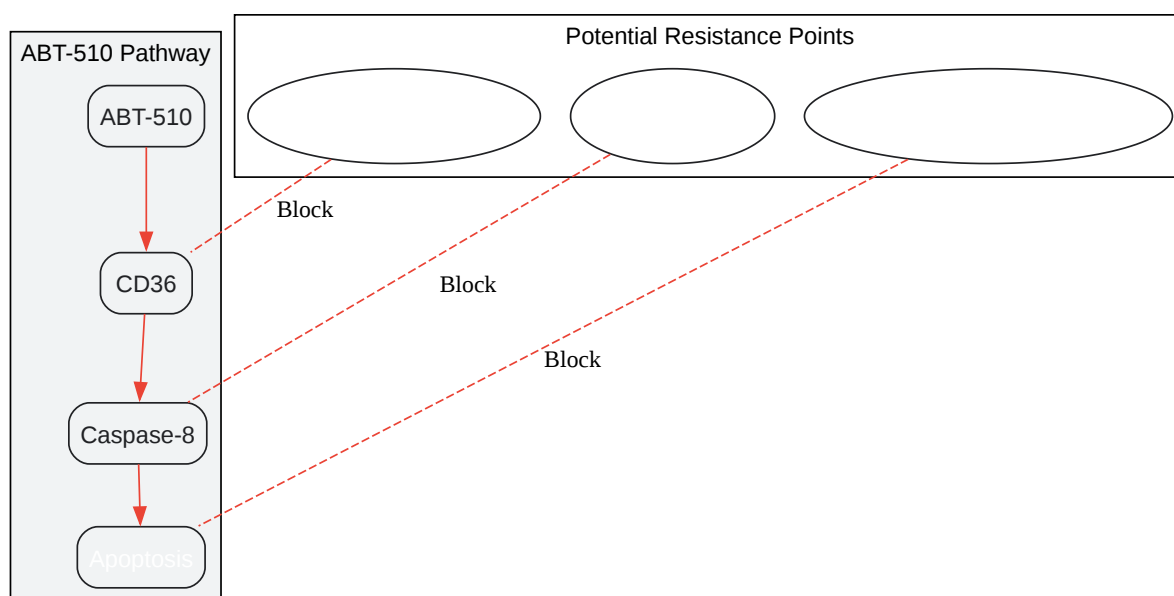 Potential Resistance Points
ABT-510 Pathway
ABT-510
Block
CD36
Block
Block
Caspase-8
Apoptosis